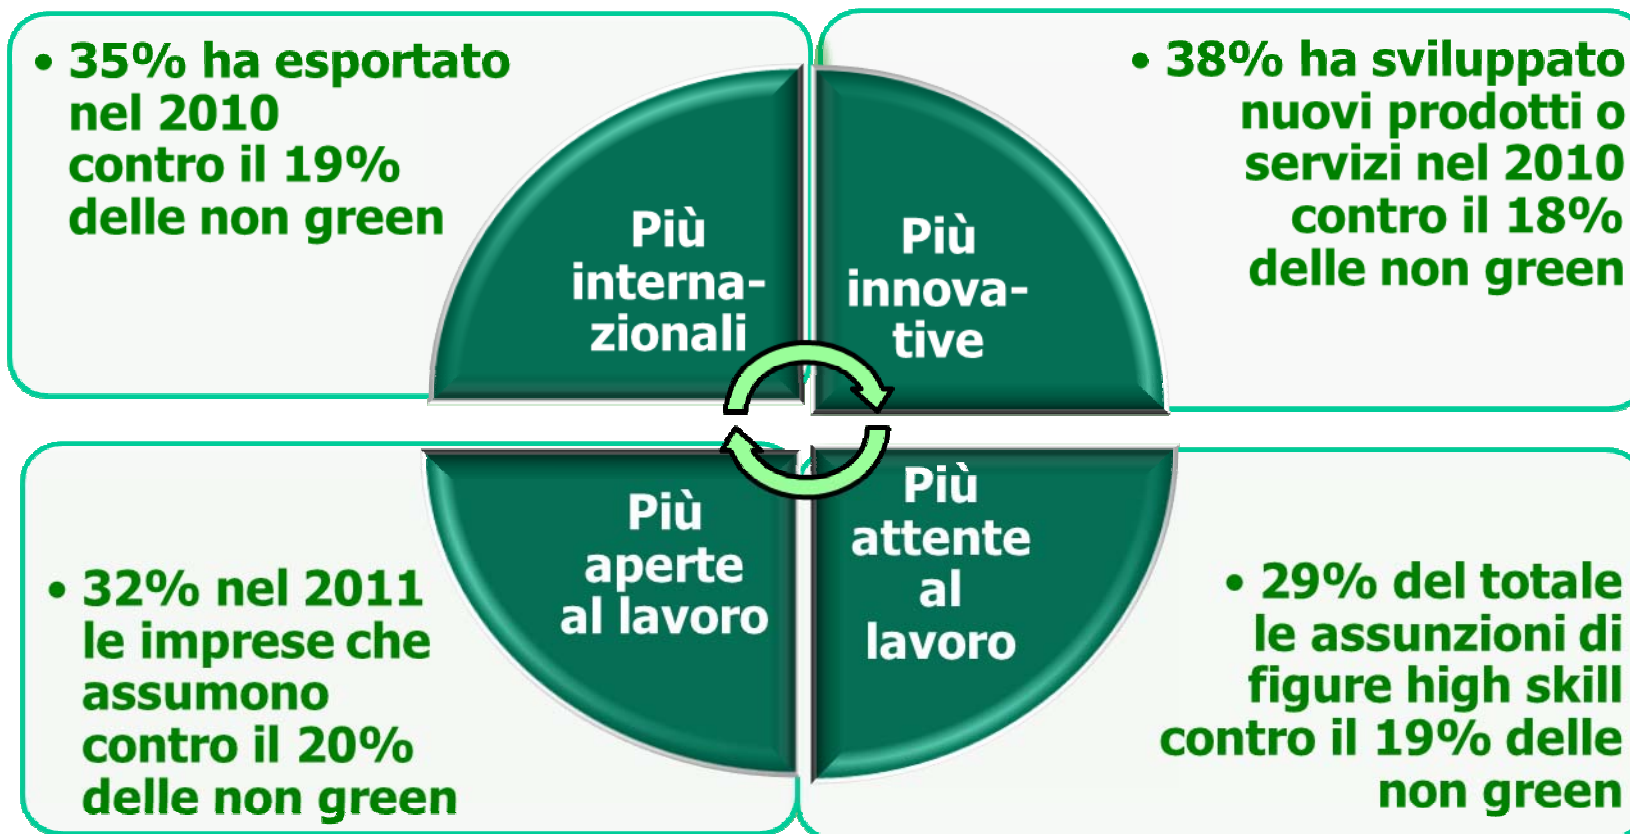 • 35% ha esportato
nel 2010
contro il 19%
delle non green
Più
interna-
zionali
Più
innova-
tive
• 38% ha sviluppato
nuovi prodotti o
servizi nel 2010
contro il 18%
delle non green
• 32% nel 2011
le imprese che
assumono
contro il 20%
delle non green
Più
aperte
al lavoro
Più
attente
al
lavoro
• 29% del totale
le assunzioni di
figure high skill
contro il 19% delle
non green